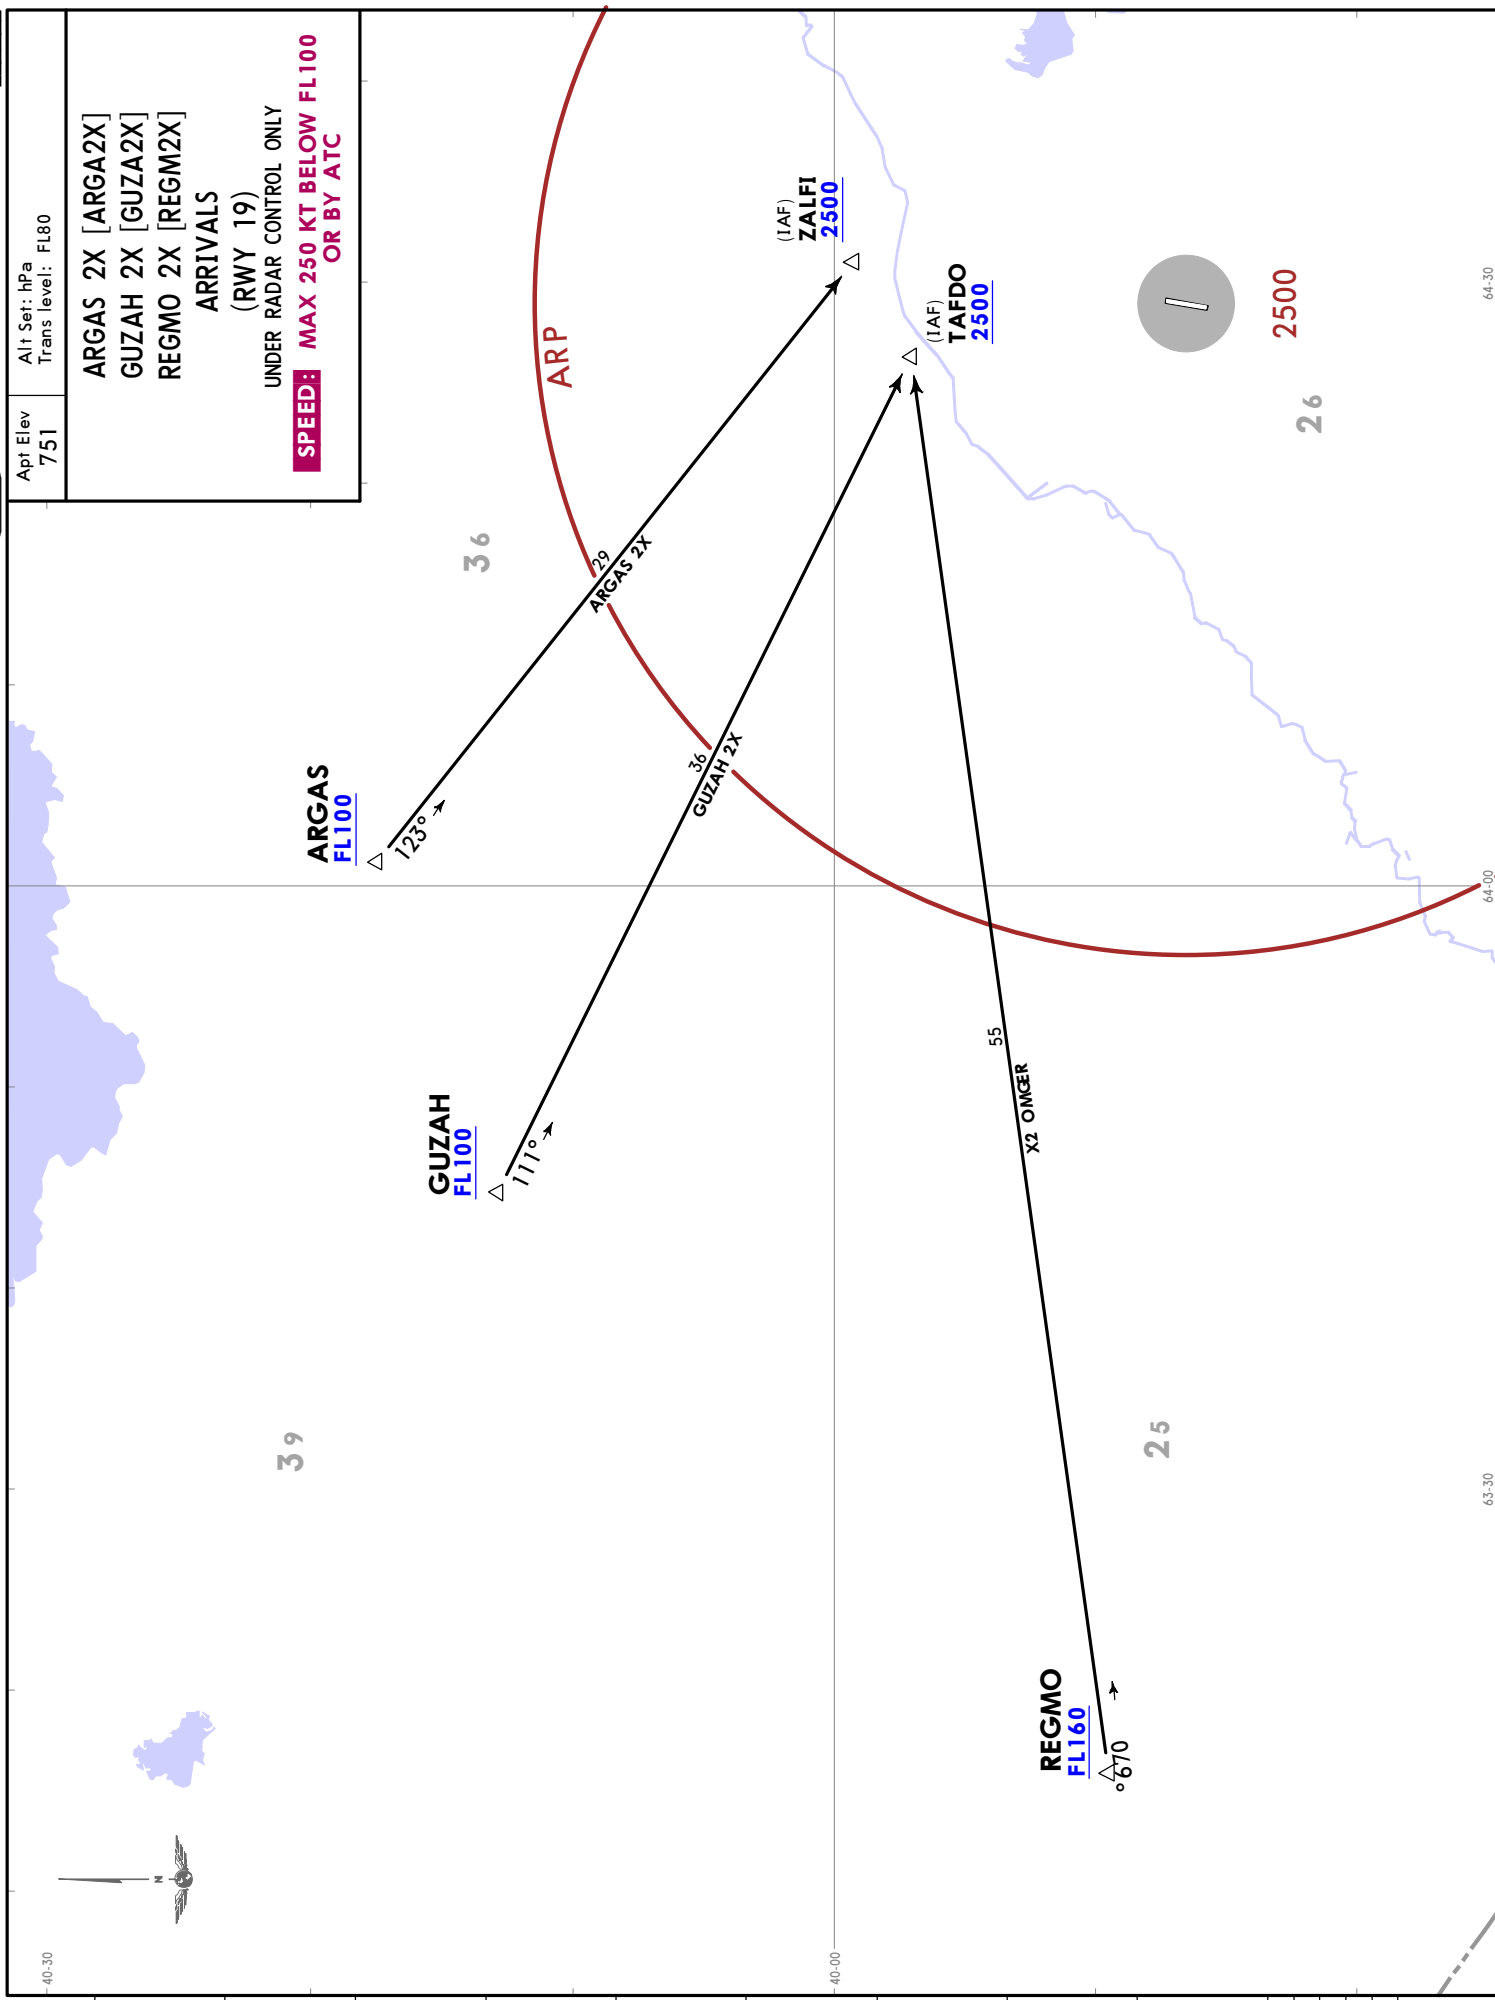 Apt Elev
751
Alt Set: hPa
Trans level: FL80
ARGAS 2X [ARGA2X]
GUZAH 2X [GUZA2X]
REGMO 2X [REGM2X]
ARRIVALS
(RWY 19)
UNDER RADAR CONTROL ONLY
SPEED: MAX 250 KT BELOW FL100
OR BY ATC
ARP
36
ARGAS
FL100
123°
29
ARGAS 2X
(IAF)
ZALFI
2500
GUZAH
FL100
111°
36
GUZAH 2X
(IAF)
TAFDO
2500
39
REGMO
FL160
079°
55
REGMO 2X
25
26
2500
N
40-30
40-00
63-30
64-00
64-30